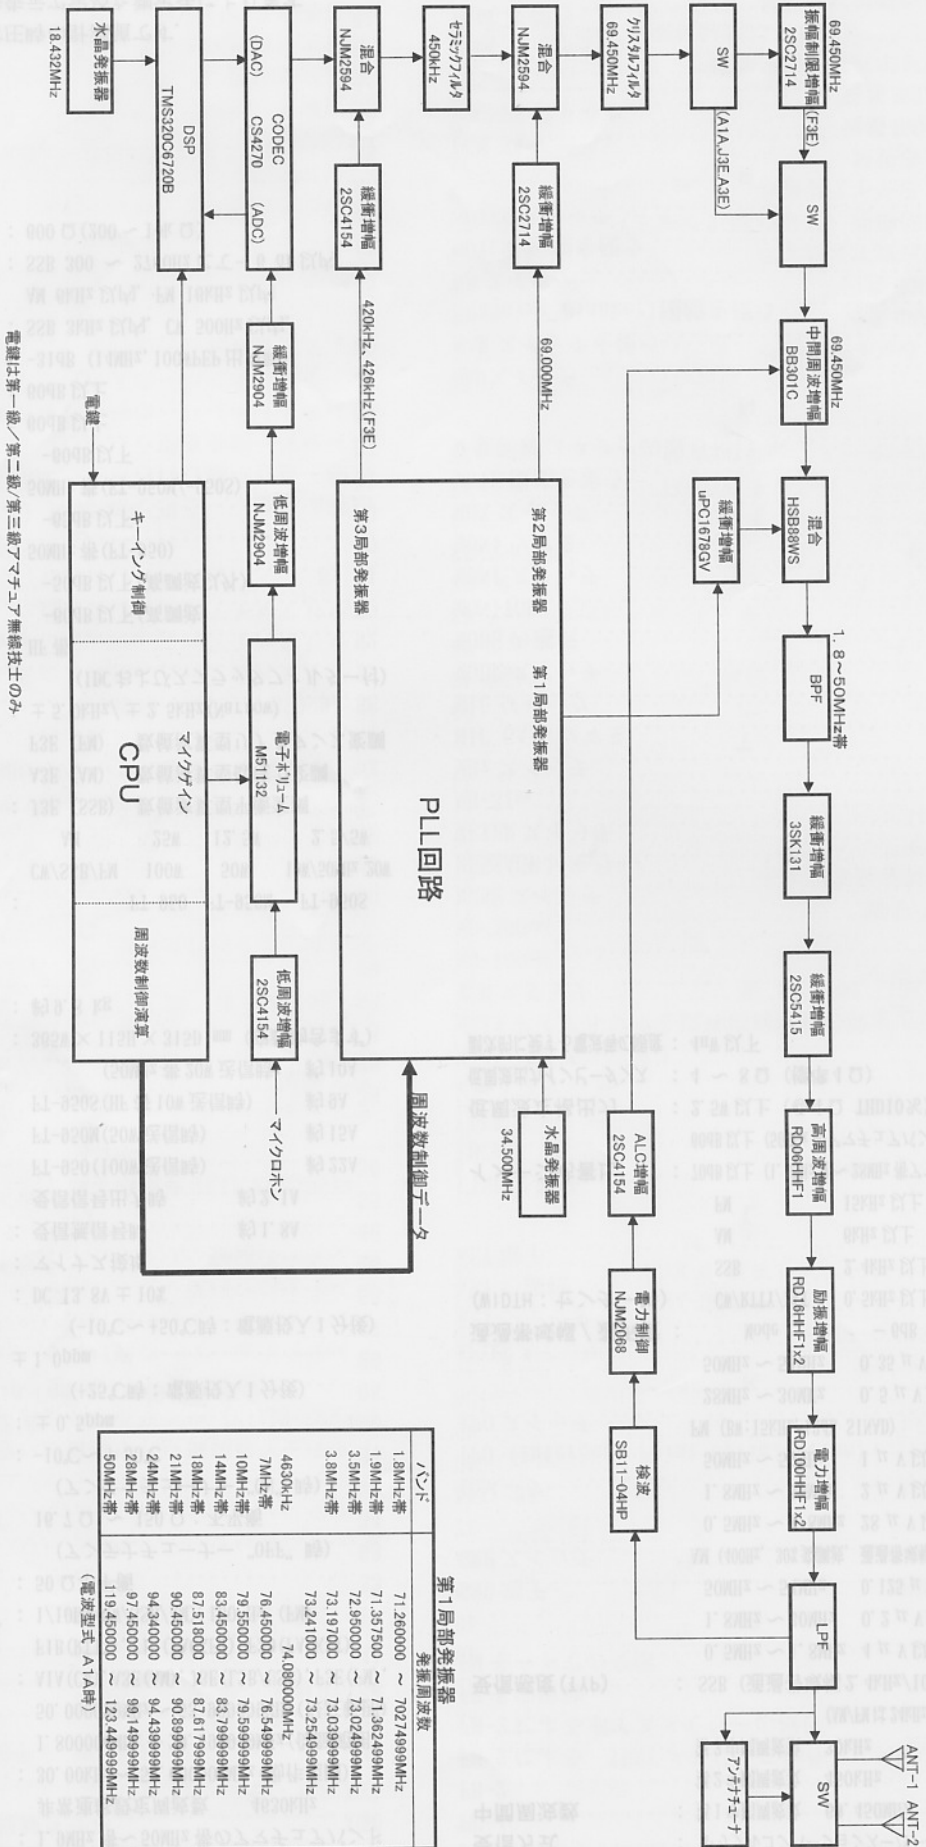 水晶発振器
18.432MHz
DSP
TMS320C6720B
(DAC)
CODEC
CS4270
(ADC)
混合
NJM2594
セラミックフィルタ
450kHz
混合
NJM2594
クリスタルフィルタ
69.450MHz
SW
69.450MHz
振幅制限増幅
2SC2714
(F3E)
(A1A,J3E,A3E)
SW
69.450MHz
中間周波増幅
BB301C
混合
HSB88WS
緩衝増幅
uPC1678GV
1.8~50MHz帯
BPF
緩衝増幅
3SK131
緩衝増幅
2SC5415
高周波増幅
RD06HHF1
励振増幅
RD16HHF1x2
電力増幅
RD100HHF1x2
LPF
SW
ANT-1
ANT-2
アンテナチューナ
検波
SB11-04HP
電力制御
NJM2068
ALC増幅
2SC4154
緩衝増幅
2SC2714
69.000MHz
緩衝増幅
2SC4154
420kHz、426kHz(F3E)
第1局部発振器
第2局部発振器
第3局部発振器
PLL回路
水晶発振器
34.500MHz
周波数制御データ
緩衝増幅
NJM2904
低周波増幅
NJM2904
電子ボリューム
M51132
低周波増幅
2SC4154
マイクロホン
電鍵
キーイング制御
マイクゲイン
CPU
周波数制御演算
電鍵は第一級/第二級/第三級アマチュア無線技士のみ
第1局部発振器
バンド 発振周波数
1.8MHz帯 71.260000 ~ 70274999MHz
1.9MHz帯 71.357500 ~ 71.362499MHz
3.5MHz帯 72.950000 ~ 73.024999MHz
3.8MHz帯 73.197000 ~ 73.039999MHz
73.241000 ~ 73.254999MHz
4630kHz 74.080000MHz
7MHz帯 76.450000 ~ 76.549999MHz
10MHz帯 79.550000 ~ 79.599999MHz
14MHz帯 83.450000 ~ 83.799999MHz
18MHz帯 87.518000 ~ 87.617999MHz
21MHz帯 90.450000 ~ 90.899999MHz
24MHz帯 94.340000 ~ 94.439999MHz
28MHz帯 97.450000 ~ 99.149999MHz
50MHz帯 119.450000 ~ 123.449999MHz
(電波型式:A1A時)